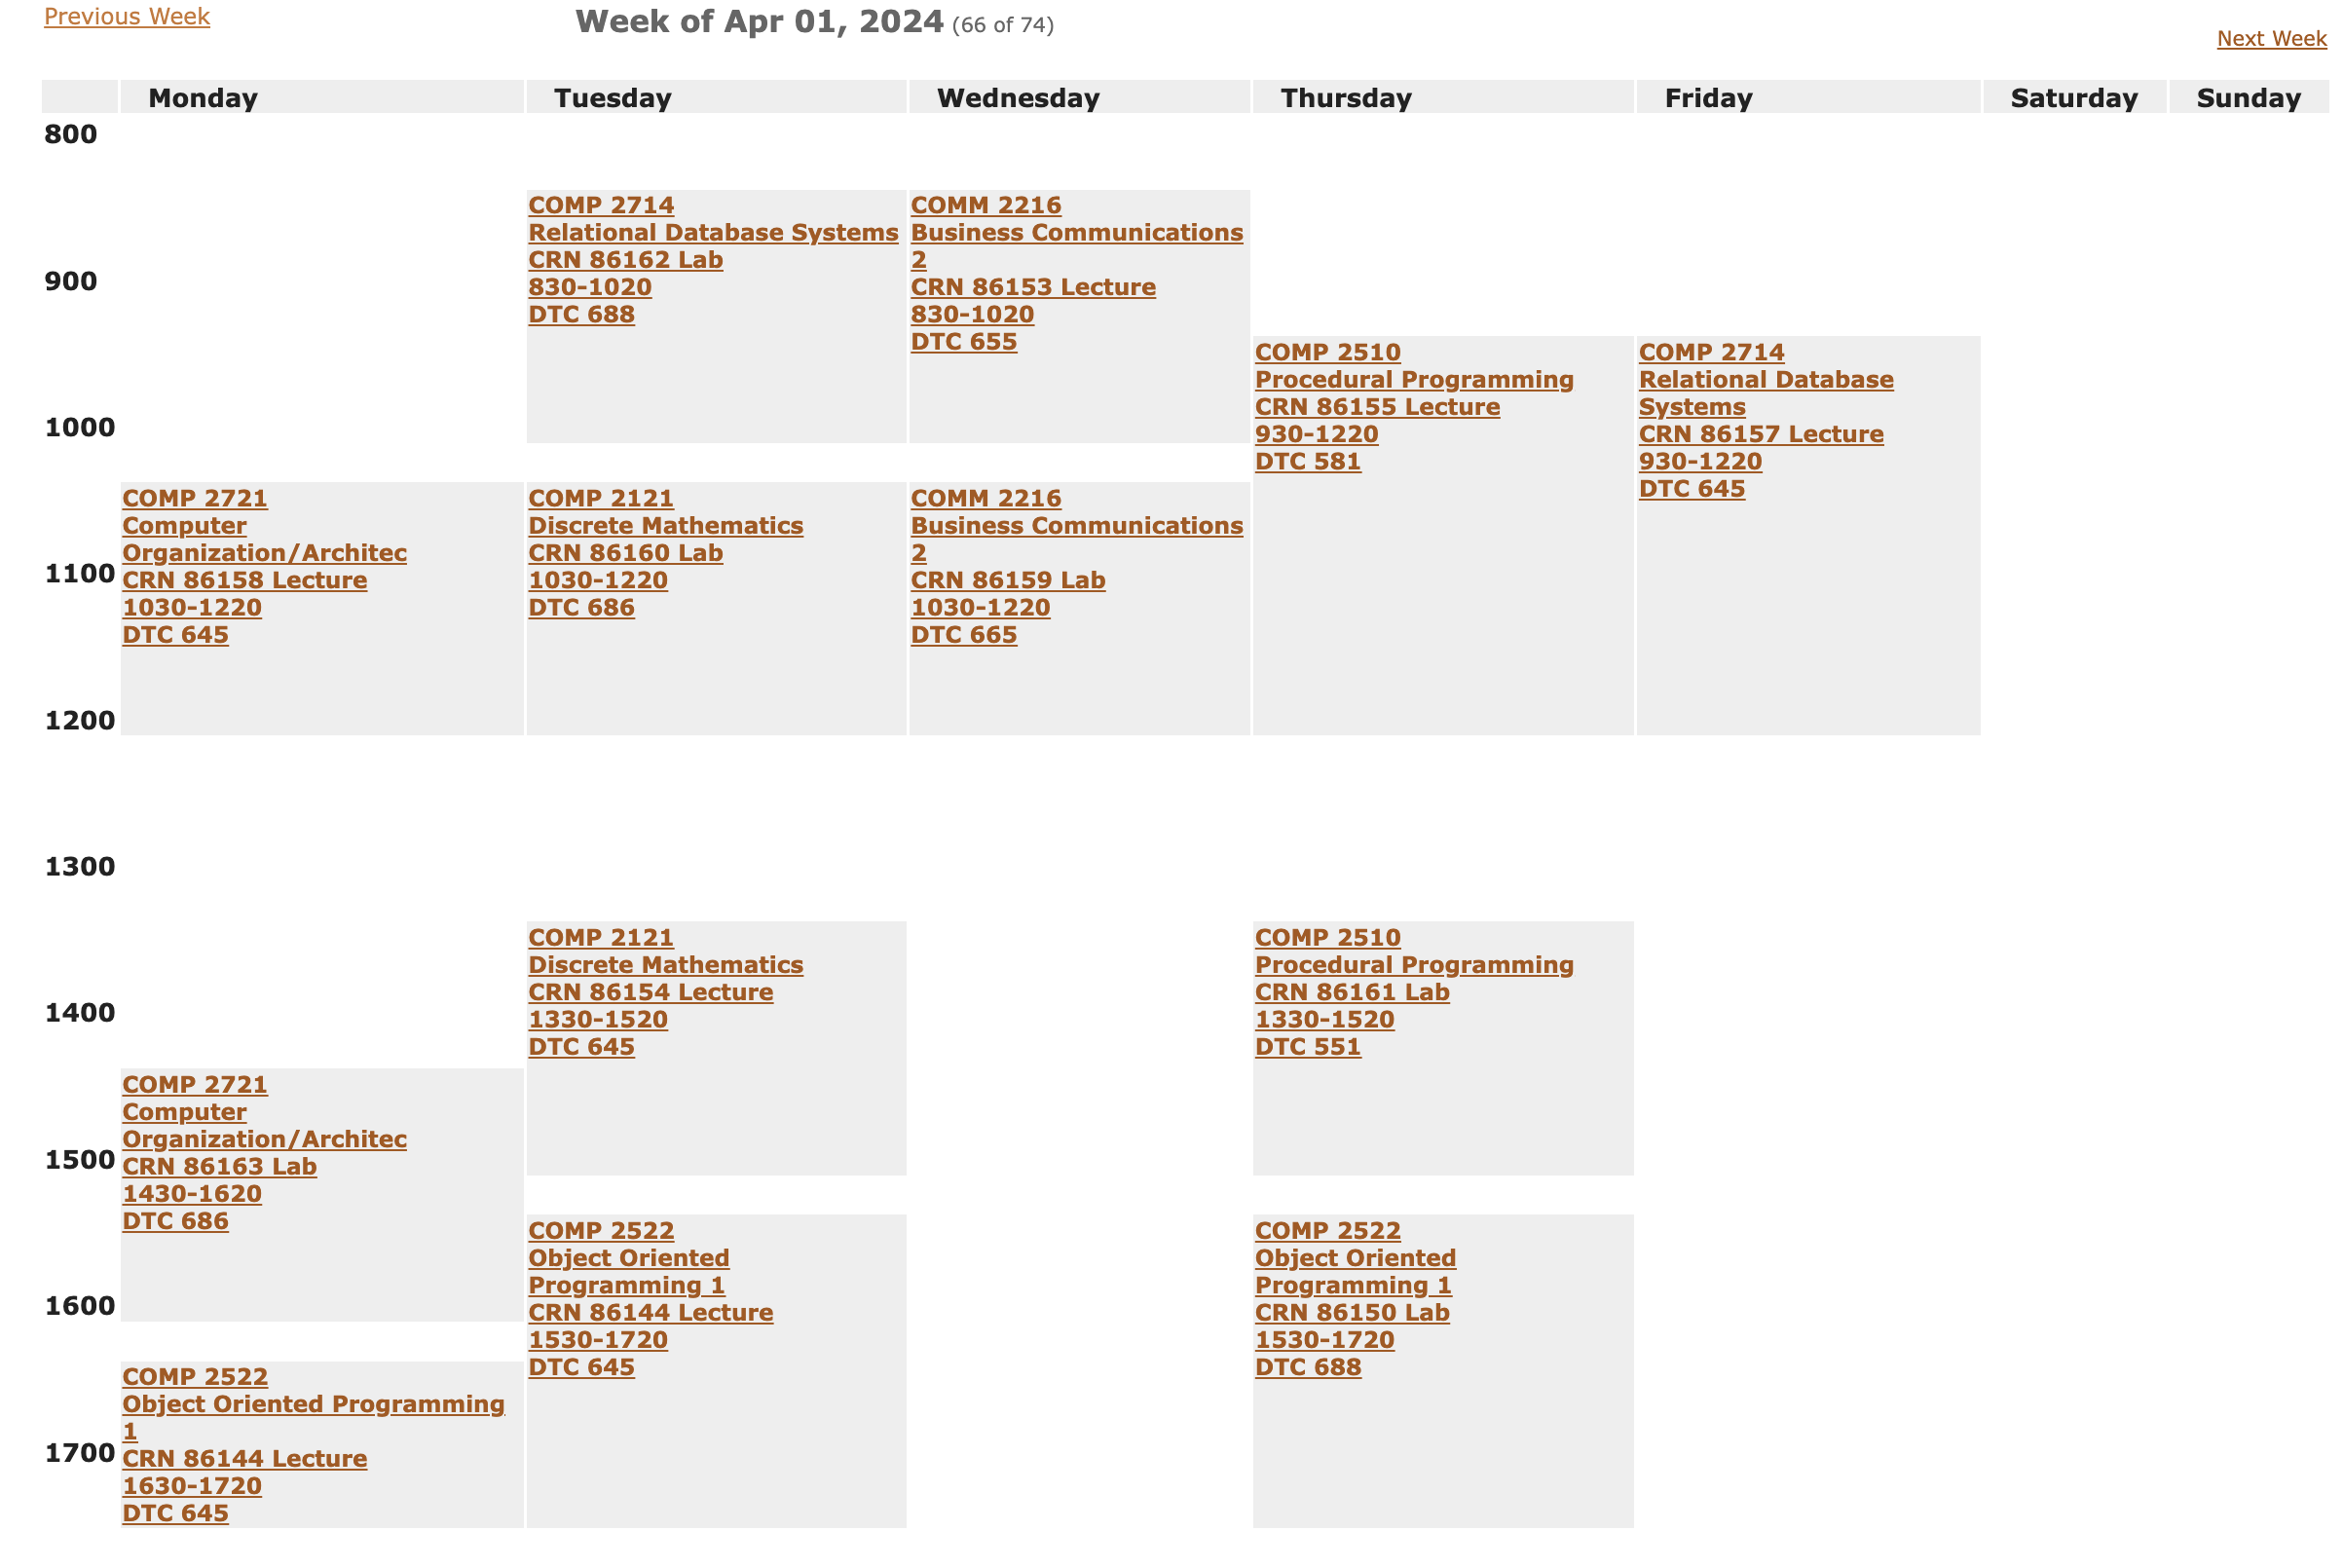 Previous Week
Week of Apr 01, 2024 (66 of 74)
Next Week
Monday Tuesday Wednesday Thursday Friday Saturday Sunday
800
900
1000
1100
1200
1300
1400
1500
1600
1700
COMP 2721
Computer
Organization/Architec
CRN 86158 Lecture
1030-1220
DTC 645
COMP 2721
Computer
Organization/Architec
CRN 86163 Lab
1430-1620
DTC 686
COMP 2522
Object Oriented Programming
1
CRN 86144 Lecture
1630-1720
DTC 645
COMP 2714
Relational Database Systems
CRN 86162 Lab
830-1020
DTC 688
COMP 2121
Discrete Mathematics
CRN 86160 Lab
1030-1220
DTC 686
COMP 2121
Discrete Mathematics
CRN 86154 Lecture
1330-1520
DTC 645
COMP 2522
Object Oriented
Programming 1
CRN 86144 Lecture
1530-1720
DTC 645
COMM 2216
Business Communications
2
CRN 86153 Lecture
830-1020
DTC 655
COMM 2216
Business Communications
2
CRN 86159 Lab
1030-1220
DTC 665
COMP 2510
Procedural Programming
CRN 86155 Lecture
930-1220
DTC 581
COMP 2510
Procedural Programming
CRN 86161 Lab
1330-1520
DTC 551
COMP 2522
Object Oriented
Programming 1
CRN 86150 Lab
1530-1720
DTC 688
COMP 2714
Relational Database
Systems
CRN 86157 Lecture
930-1220
DTC 645